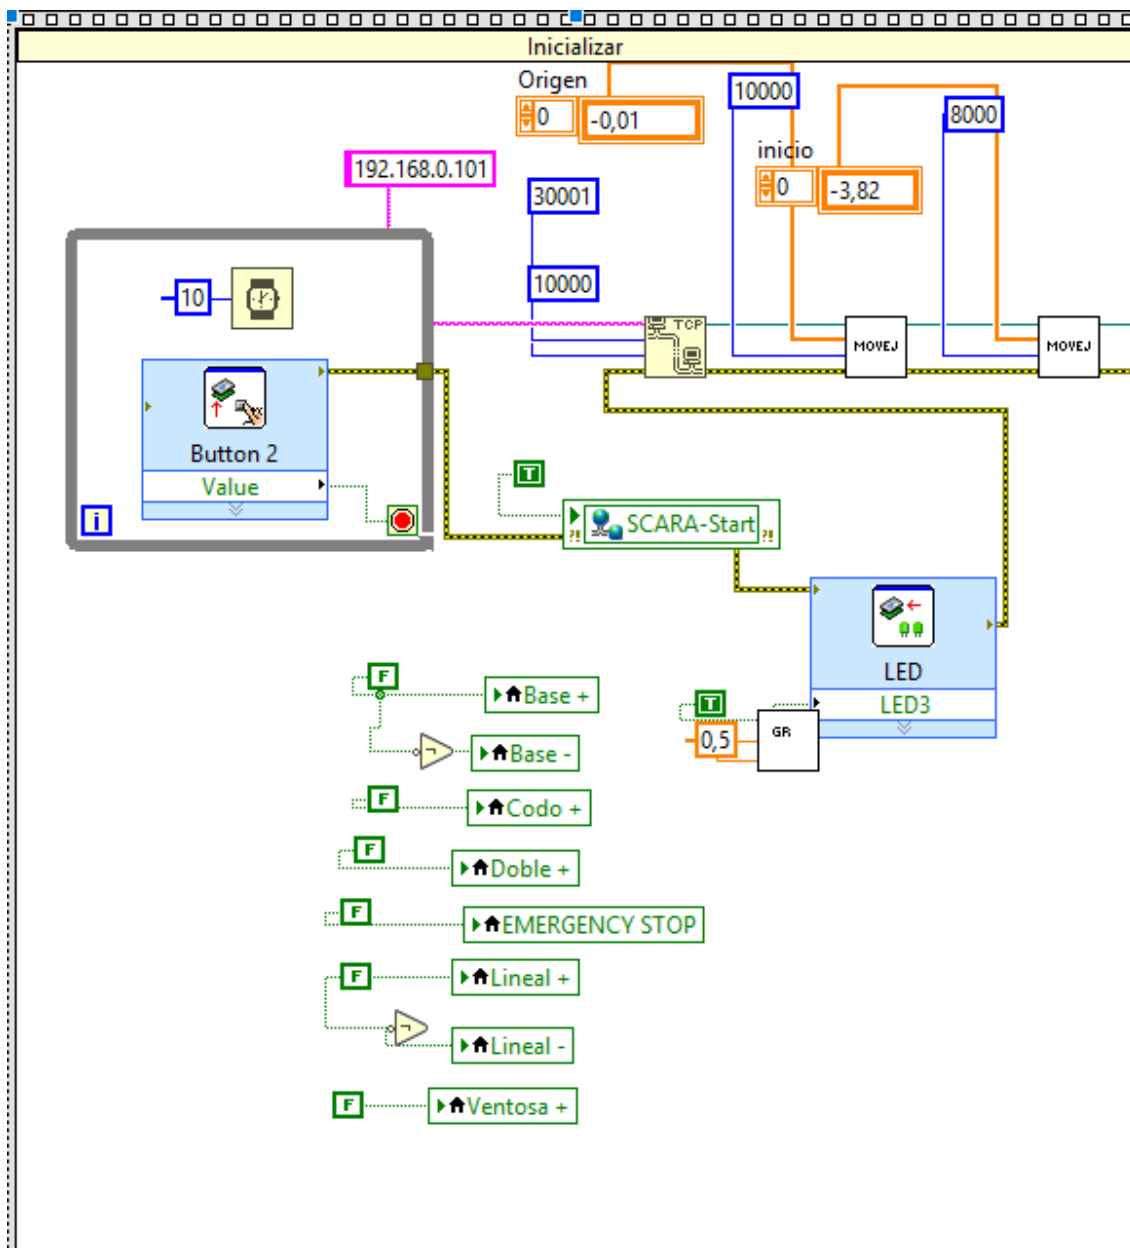 Inicializar
Origen
0
-0,01
10000
8000
inicio
0
-3,82
192.168.0.101
30001
10000
10
TCP
MOVEJ
MOVEJ
Button 2
Value
i
T
?!
SCARA-Start
?!
LED
LED3
T
0,5
GR
F
Base +
Base -
F
Codo +
F
Doble +
F
EMERGENCY STOP
F
Lineal +
Lineal -
F
Ventosa +